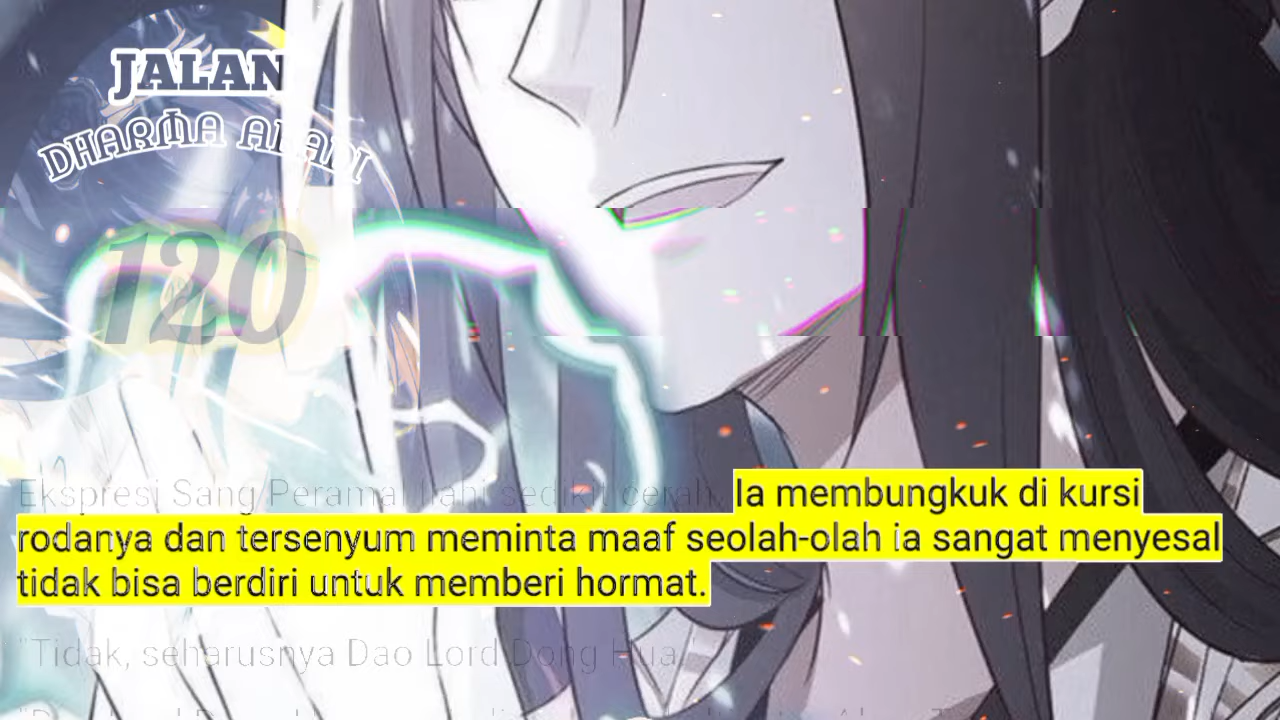 JALAN
DHARMA ABADI
120
Ekspresi Sang Peramal Ilahi sedikit cerah. Ia membungkuk di kursi
rodanya dan tersenyum meminta maaf seolah-olah ia sangat menyesal
tidak bisa berdiri untuk memberi hormat.
"Tidak, seharusnya Dao Lord Dong Hua